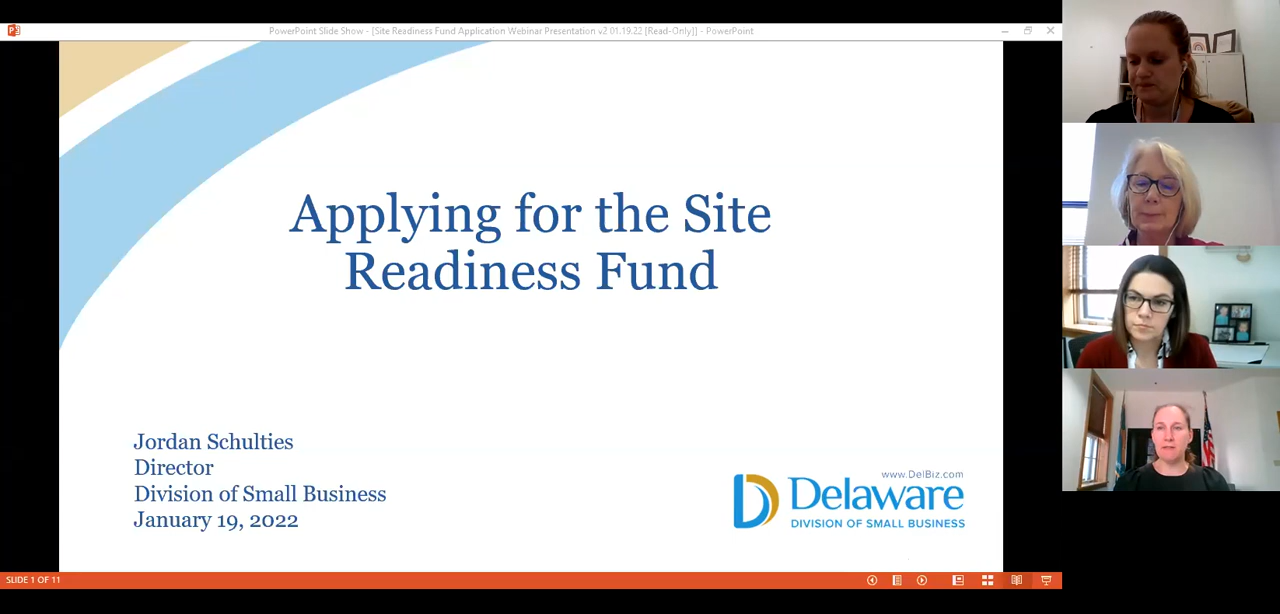 PowerPoint Slide Show - [Site Readiness Fund Application Webinar Presentation v2 01.19.22 [Read-Only]] - PowerPoint
Applying for the Site
Readiness Fund
Jordan Schulties
Director
Division of Small Business
January 19, 2022
www.DelBiz.com
Delaware
DIVISION OF SMALL BUSINESS
SLIDE 1 OF 11